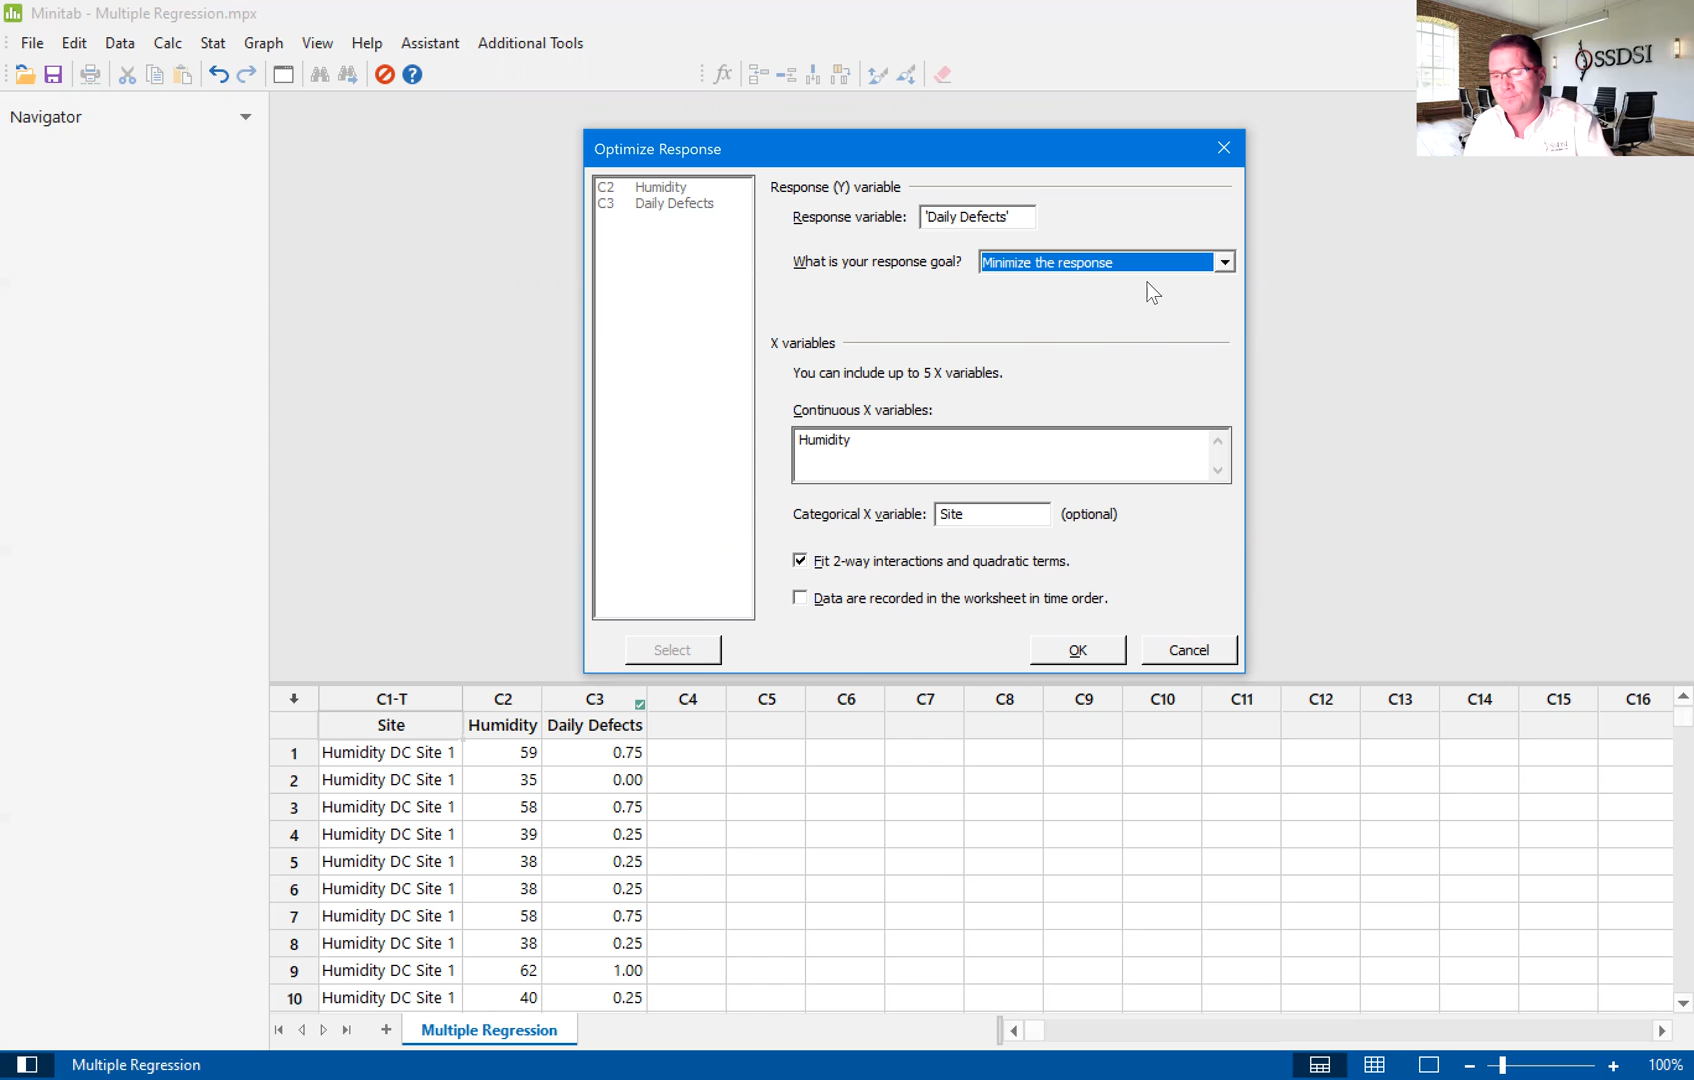 Minitab - Multiple Regression.mpx
File Edit Data Calc Stat Graph View Help Assistant Additional Tools
fx
SSDSI
Navigator
Optimize Response
C2 Humidity
C3 Daily Defects
Response (Y) variable
Response variable: 'Daily Defects'
What is your response goal? Minimize the response
X variables
You can include up to 5 X variables.
Continuous X variables:
Humidity
Categorical X variable: Site (optional)
Fit 2-way interactions and quadratic terms.
Data are recorded in the worksheet in time order.
Select OK Cancel
C1-T C2 C3 C4 C5 C6 C7 C8 C9 C10 C11 C12 C13 C14 C15 C16
Site Humidity Daily Defects
1 Humidity DC Site 1 59 0.75
2 Humidity DC Site 1 35 0.00
3 Humidity DC Site 1 58 0.75
4 Humidity DC Site 1 39 0.25
5 Humidity DC Site 1 38 0.25
6 Humidity DC Site 1 38 0.25
7 Humidity DC Site 1 58 0.75
8 Humidity DC Site 1 38 0.25
9 Humidity DC Site 1 62 1.00
10 Humidity DC Site 1 40 0.25
Multiple Regression
Multiple Regression 100%